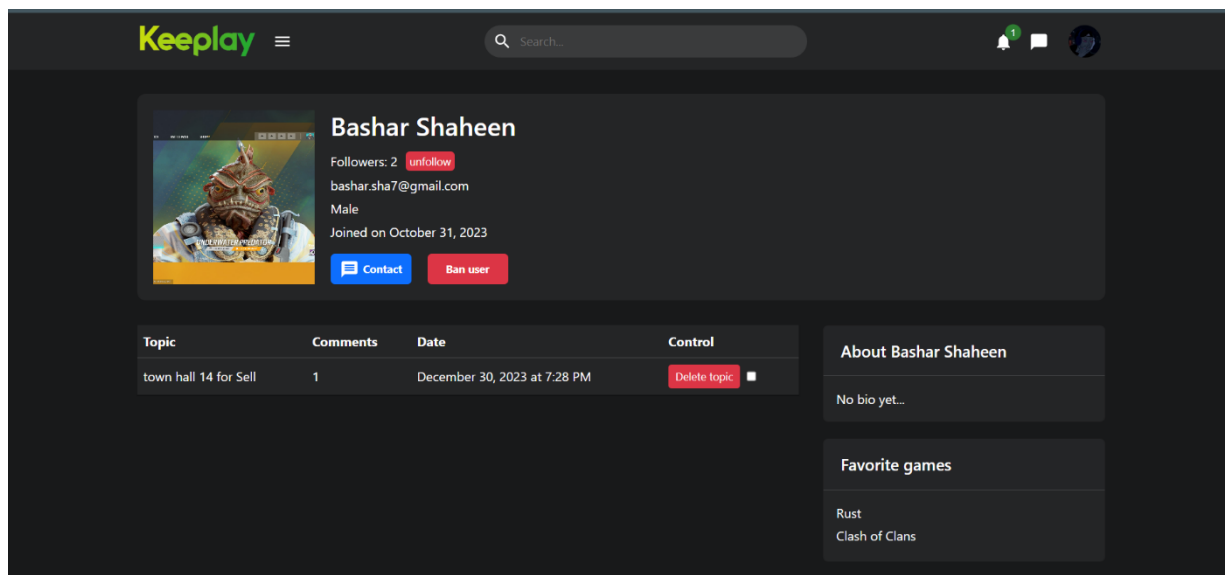 Keeplay
Search...
1
Bashar Shaheen
Followers: 2 unfollow
bashar.sha7@gmail.com
Male
Joined on October 31, 2023
Contact Ban user
UNDERWATER PREDATOR
Topic Comments Date Control
town hall 14 for Sell 1 December 30, 2023 at 7:28 PM Delete topic
About Bashar Shaheen
No bio yet...
Favorite games
Rust
Clash of Clans